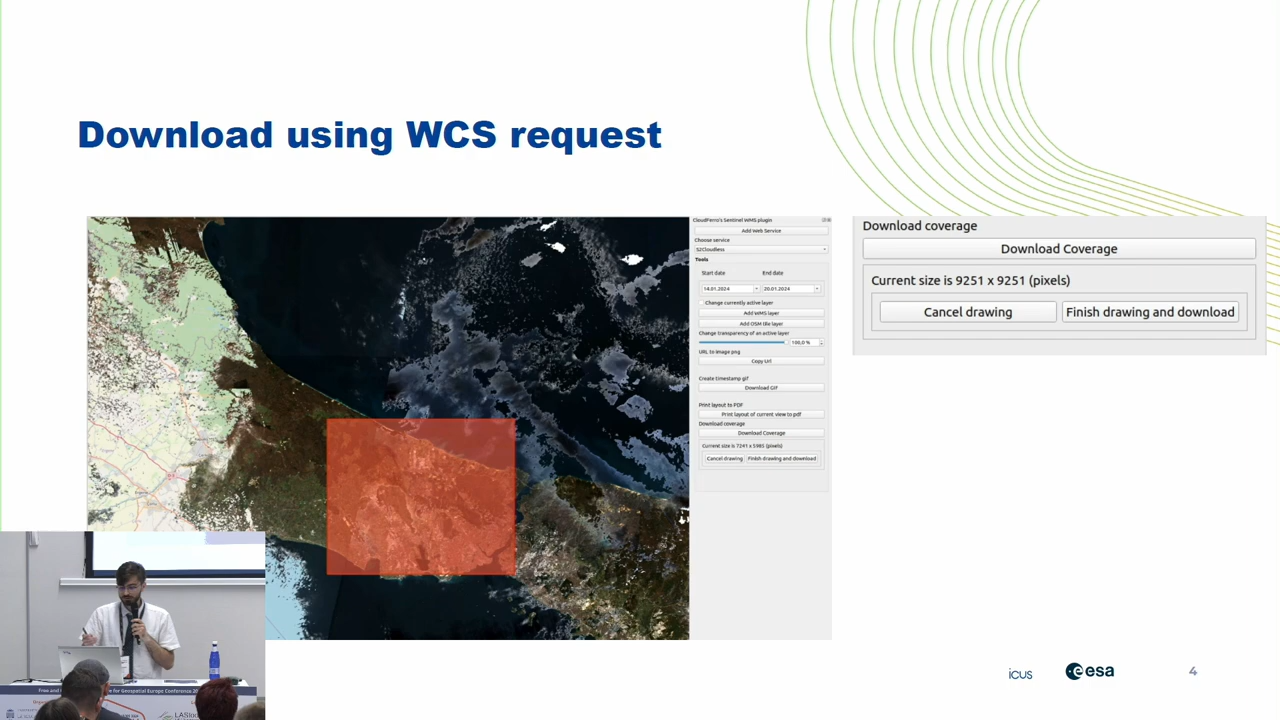 Download using WCS request
CloudFerro's Sentinel WMS plugin
Add Web Service
Choose service
S2Cloudless
Tools
Start date End date
14.01.2024 20.01.2024
Change currently active layer
Add WMS layer
Add OSM tile layer
Change transparency of an active layer
100,0 %
URL to image png
Copy Url
Create timestamp gif
Download Gif
Print layout to PDF
Print layout of current view to pdf
Download coverage
Download Coverage
Current size is 7241 x 5985 (pixels)
Cancel drawing Finish drawing and download
Download coverage
Download Coverage
Current size is 9251 x 9251 (pixels)
Cancel drawing Finish drawing and download
for Geospatial Europe Conference
icus
esa
4